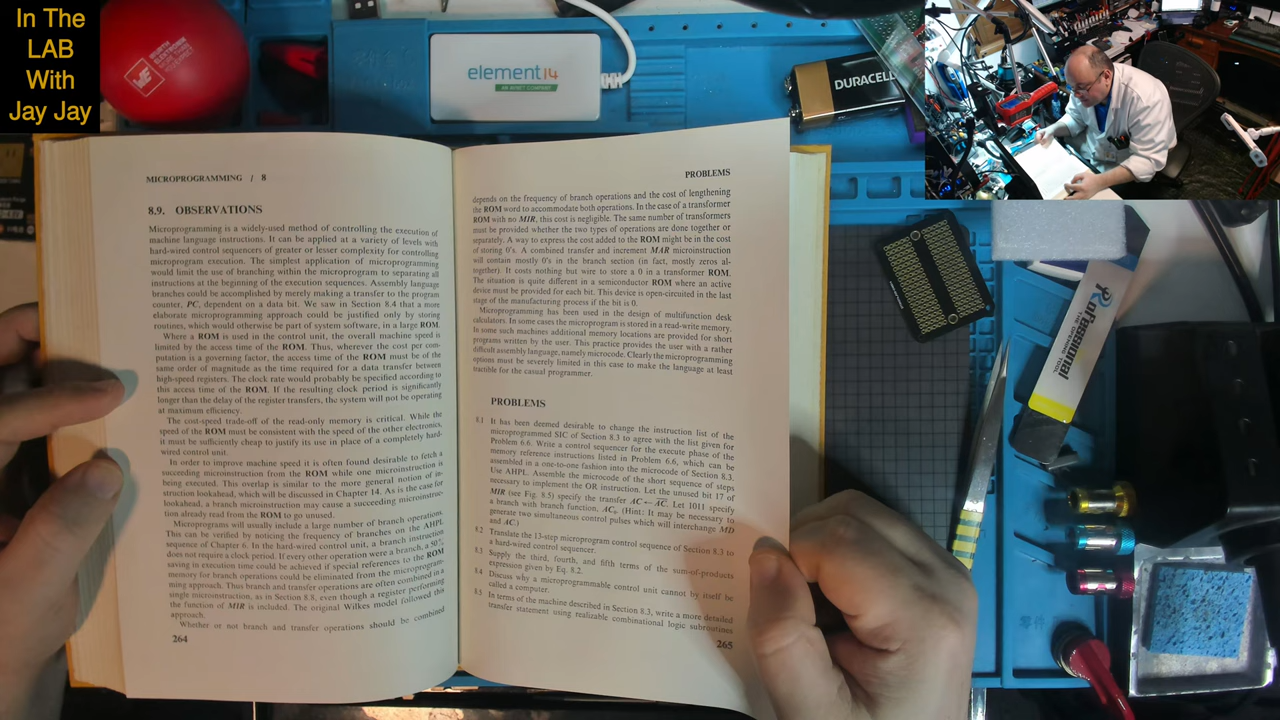 In The
LAB
With
Jay Jay
element14
AN AVNET COMPANY
DURACELL
MICROPROGRAMMING / 8
8.9. OBSERVATIONS
Microprogramming is a widely-used method of controlling the execution of
machine language instructions. It can be applied at a variety of levels with
hard-wired control sequencers of greater or lesser complexity for controlling
microprogram execution. The simplest application of microprogramming
would limit the use of branching within the microprogram to separating all
instructions at the beginning of the execution sequences. Assembly language
branches could be accomplished by merely making a transfer to the program
counter, PC, dependent on a data bit. We saw in Section 8.4 that a more
elaborate microprogramming approach could be justified only by storing
routines, which would otherwise be part of system software, in a large ROM.
Where a ROM is used in the control unit, the overall machine speed is
limited by the access time of the ROM. Thus, wherever the cost per com-
putation is a governing factor, the access time of the ROM must be of the
same order of magnitude as the time required for a data transfer between
high-speed registers. The clock rate would probably be specified according to
this access time of the ROM. If the resulting clock period is significantly
longer than the delay of the register transfers, the system will not be operating
at maximum efficiency.
The cost-speed trade-off of the read-only memory is critical. While the
speed of the ROM must be consistent with the speed of the other electronics,
it must be sufficiently cheap to justify its use in place of a completely hard-
wired control unit.
In order to improve machine speed it is often found desirable to fetch a
succeeding microinstruction from the ROM while one microinstruction is
being executed. This overlap is similar to the more general notion of in-
struction lookahead, which will be discussed in Chapter 14. As is the case for
lookahead, a branch microinstruction may cause a succeeding microinstruc-
tion already read from the ROM to go unused.
Microprograms will usually include a large number of branch operations.
This can be verified by noticing the frequency of branches on the AHPL
sequence of Chapter 6. In the hard-wired control unit, a branch instruction
does not require a clock period. If every other operation were a branch, a 50%
saving in execution time could be achieved if special references to the ROM
memory for branch operations could be eliminated from the microprogram-
ming approach. Thus branch and transfer operations are often combined in a
single microinstruction, as in Section 8.8, even though a register performing
the function of MIR is included. The original Wilkes model followed this
approach.
Whether or not branch and transfer operations should be combined
264
PROBLEMS
depends on the frequency of branch operations and the cost of lengthening
the ROM word to accommodate both operations. In the case of a transformer
ROM with no MIR, this cost is negligible. The same number of transformers
must be provided whether the two types of operations are done together or
separately. A way to express the cost added to the ROM might be in the cost
of storing 0's. A combined transfer and increment MAR microinstruction
will contain mostly 0's in the branch section (in fact, mostly zeros al-
together). It costs nothing but wire to store a 0 in a transformer ROM.
The situation is quite different in a semiconductor ROM where an active
device must be provided for each bit. This device is open-circuited in the last
stage of the manufacturing process if the bit is 0.
Microprogramming has been used in the design of multifunction desk
calculators. In some cases the microprogram is stored in a read-write memory.
In some such machines additional memory locations are provided for short
programs written by the user. This practice provides the user with a rather
difficult assembly language, namely microcode. Clearly the microprogramming
options must be severely limited in this case to make the language at least
tractible for the casual programmer.
PROBLEMS
8.1 It has been deemed desirable to change the instruction list of the
microprogrammed SIC of Section 8.3 to agree with the list given for
Problem 6.6. Write a control sequencer for the execute phase of the
memory reference instructions listed in Problem 6.6, which can be
assembled in a one-to-one fashion into the microcode of Section 8.3.
Use AHPL. Assemble the microcode of the short sequence of steps
necessary to implement the OR instruction. Let the unused bit 17 of
MIR (see Fig. 8.5) specify the transfer AC ← AC. Let 1011 specify
a branch with branch function, AC₀. (Hint: It may be necessary to
generate two simultaneous control pulses which will interchange MD
and AC.)
8.2 Translate the 13-step microprogram control sequence of Section 8.3 to
a hard-wired control sequencer.
8.3 Supply the third, fourth, and fifth terms of the sum-of-products
expression given by Eq. 8.2.
8.4 Discuss why a microprogrammable control unit cannot by itself be
called a computer.
8.5 In terms of the machine described in Section 8.3, write a more detailed
transfer statement using realizable combinational logic subroutines
265